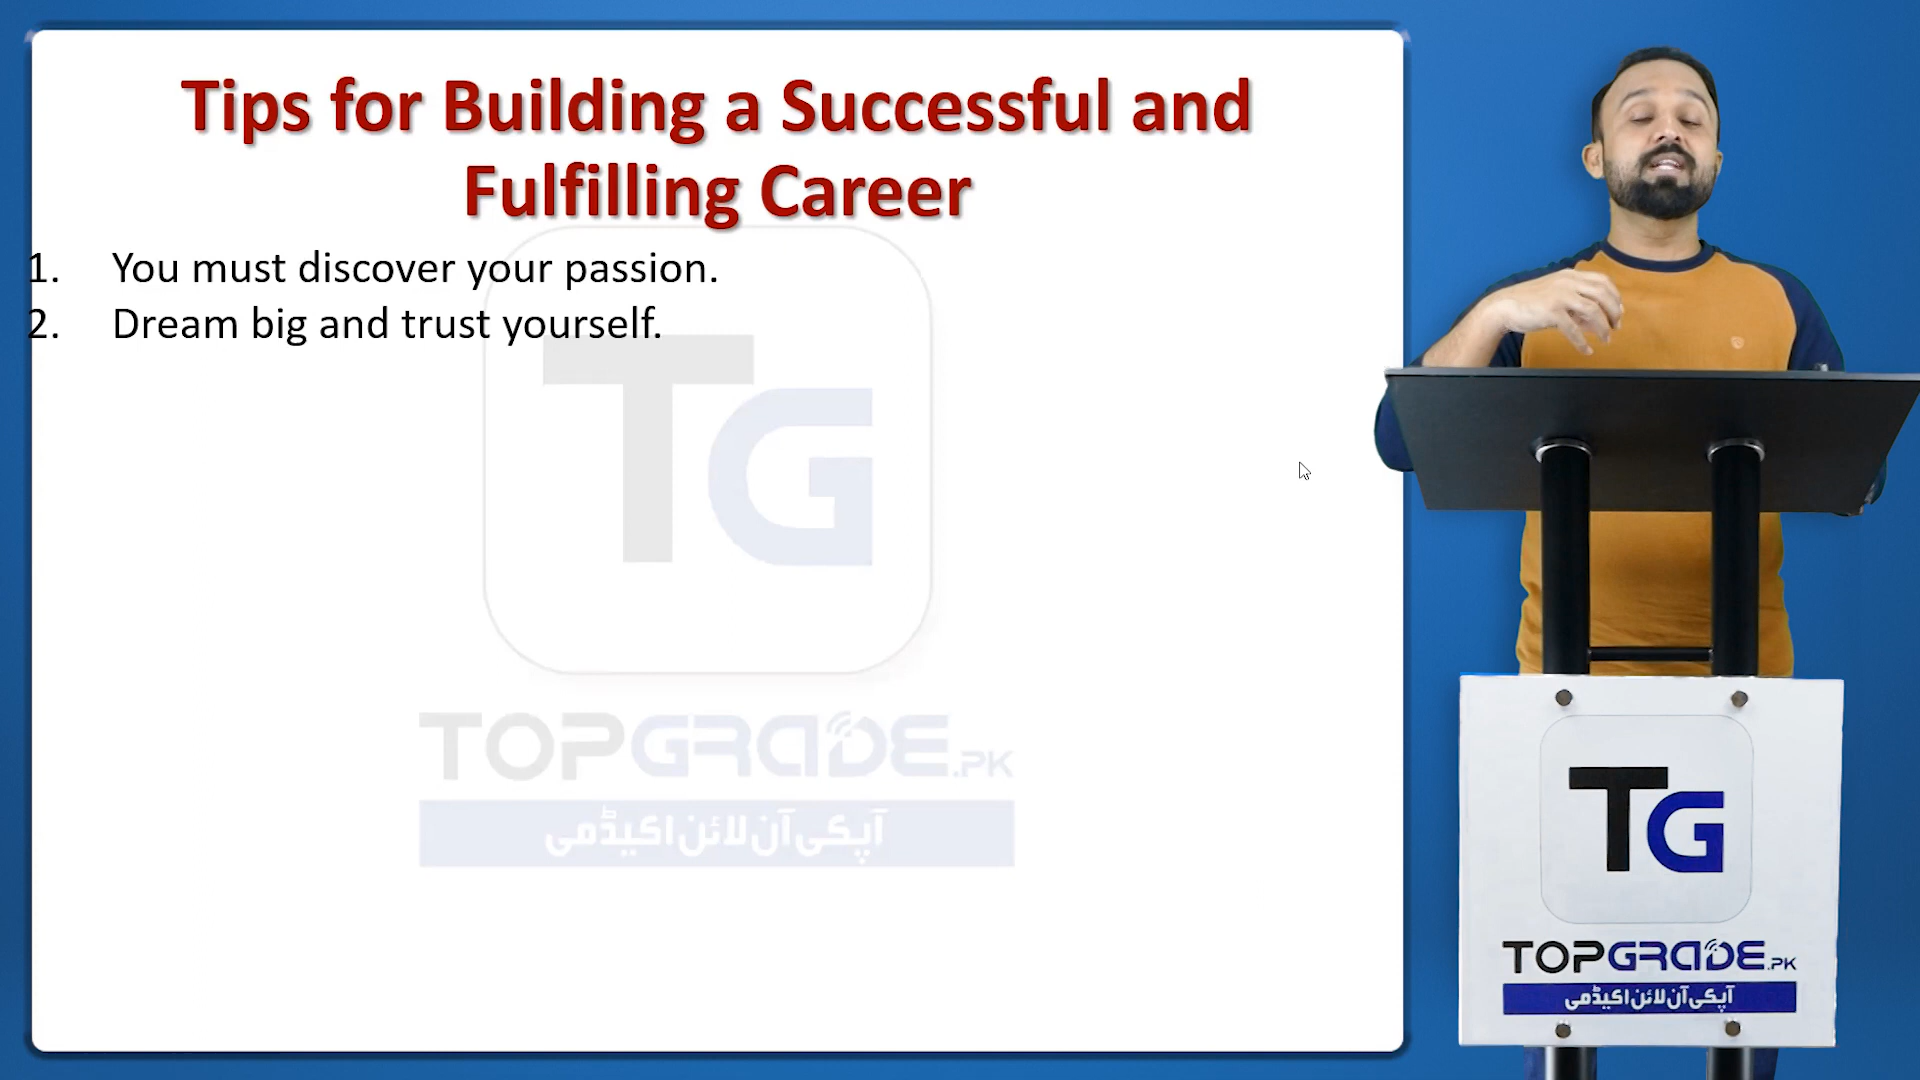 Tips for Building a Successful and
Fulfilling Career
1. You must discover your passion.
2. Dream big and trust yourself.
TG
TOPGRADE.PK
آپکی آن لائن اکیڈمی
TG
TOPGRADE.PK
آپکی آن لائن اکیڈمی